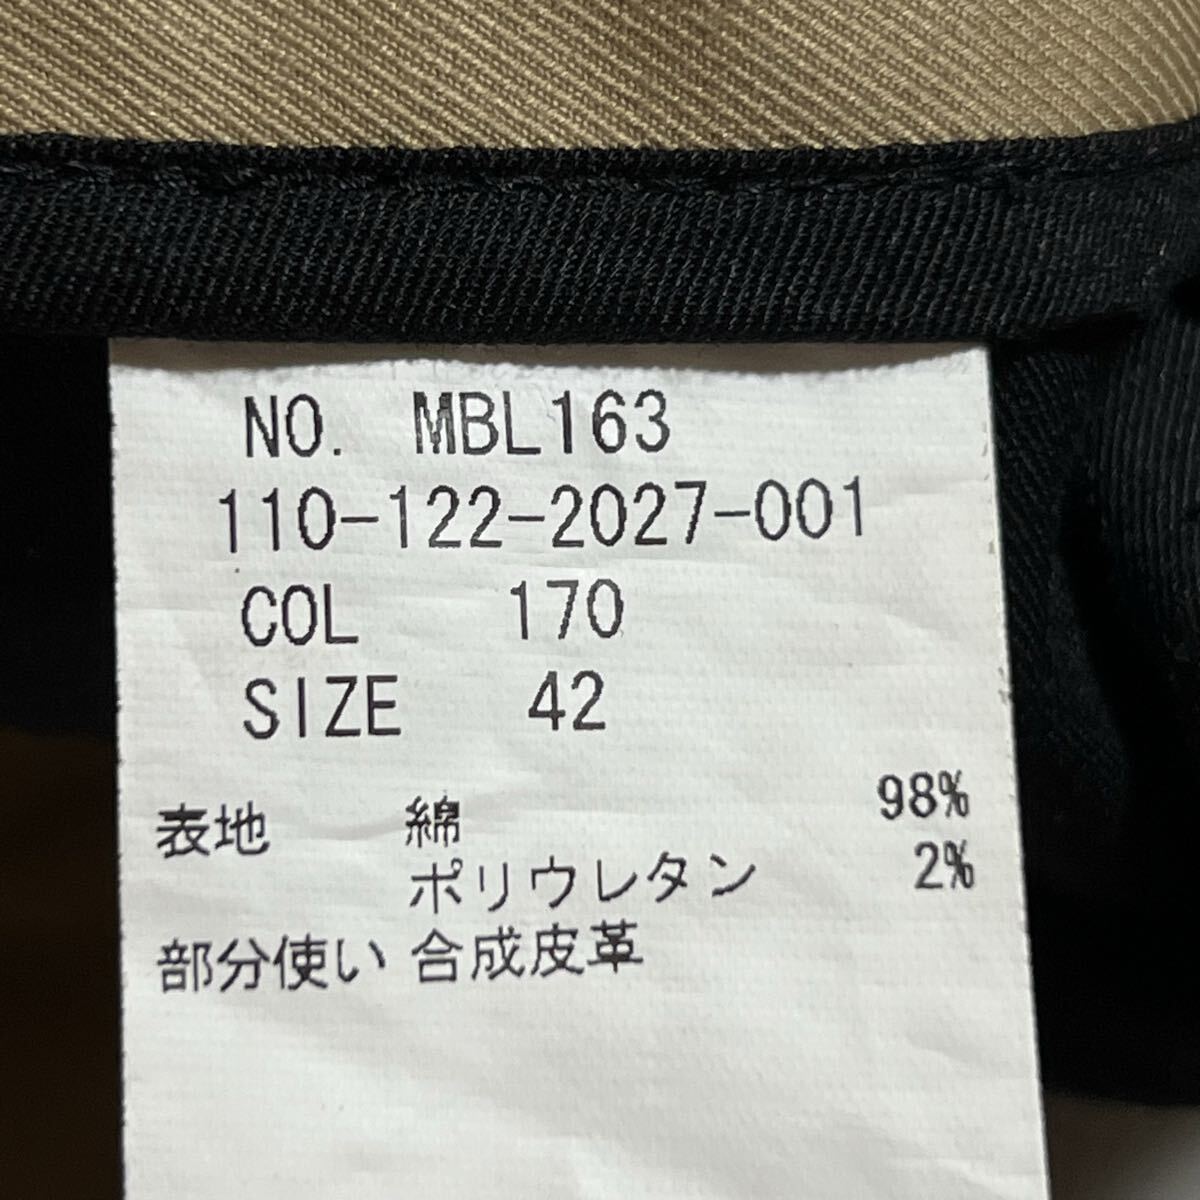 NO. MBL163
110-122-2027-001
COL 170
SIZE 42
表地 綿 98%
ポリウレタン 2%
部分使い 合成皮革